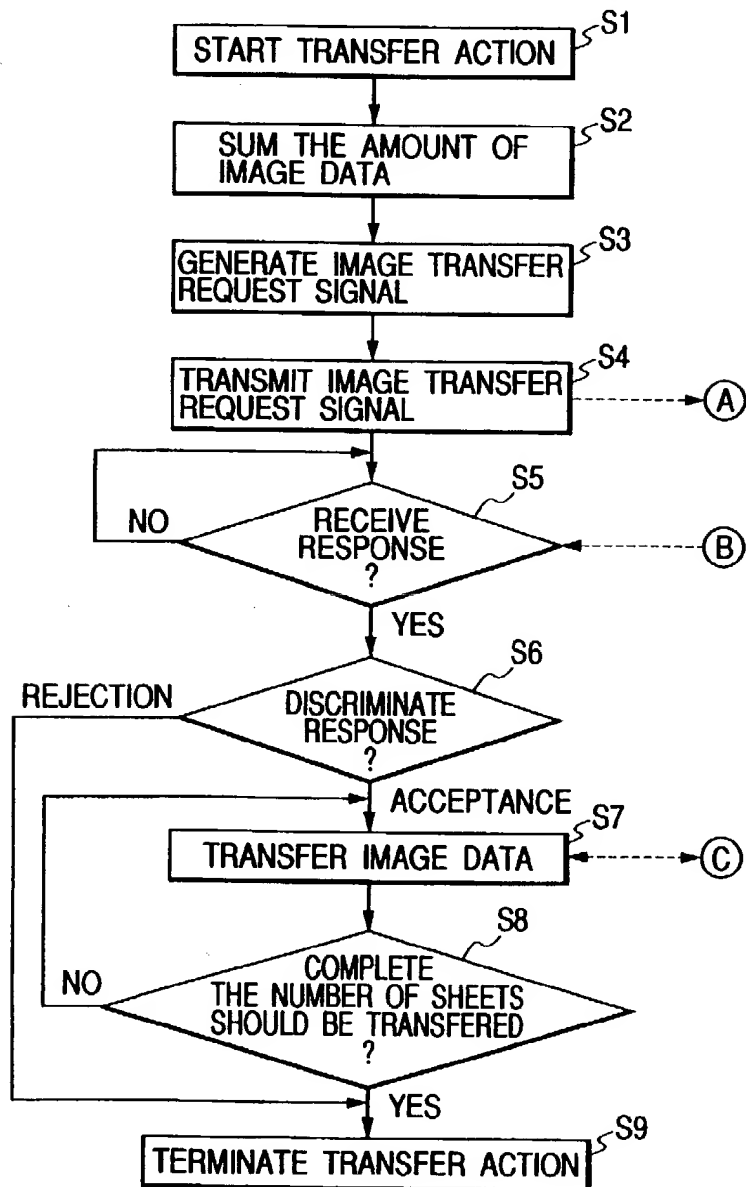 S1
START TRANSFER ACTION
S2
SUM THE AMOUNT OF
IMAGE DATA
S3
GENERATE IMAGE TRANSFER
REQUEST SIGNAL
S4
TRANSMIT IMAGE TRANSFER
REQUEST SIGNAL
A
S5
NO
RECEIVE
RESPONSE
?
B
YES
S6
REJECTION
DISCRIMINATE
RESPONSE
?
ACCEPTANCE
S7
TRANSFER IMAGE DATA
C
S8
NO
COMPLETE
THE NUMBER OF SHEETS
SHOULD BE TRANSFERED
?
YES
S9
TERMINATE TRANSFER ACTION